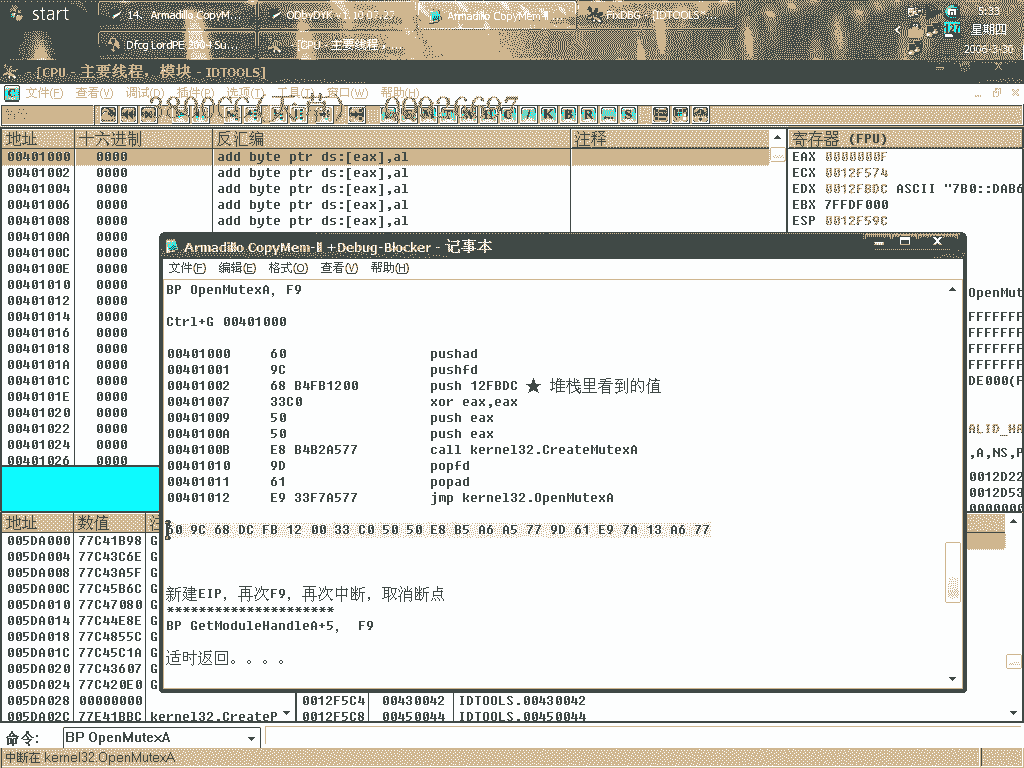 start
14. Armadillo CopyM...
ODbyDYK - 1.10 07.27
Armadillo CopyMem-II ...
FixDBG - [IDTOOLS ...
5:33
Dfcg LordPE 2004 Su...
- [CPU - 主要线程, ...
星期四
2006-3-30
- [CPU - 主要线程, 模块 - IDTOOLS]
文件(F) 查看(V) 调试(D) 插件(P) 选项(T) 工具(I) 窗口(W) 帮助(H)
地址 十六进制 反汇编 注释 寄存器 (FPU)
00401000 0000 add byte ptr ds:[eax],al EAX 0000000F
00401002 0000 add byte ptr ds:[eax],al ECX 0012F574
00401004 0000 add byte ptr ds:[eax],al EDX 0012F8DC ASCII "7B0::DAB6
00401006 0000 add byte ptr ds:[eax],al EBX 7FFDF000
00401008 0000 add byte ptr ds:[eax],al ESP 0012F59C
0040100A 0000
0040100C 0000
0040100E 0000
00401010 0000
00401012 0000
00401014 0000
00401016 0000
00401018 0000
0040101A 0000
0040101C 0000
0040101E 0000
00401020 0000
00401022 0000
00401024 0000
00401026 0000
OpenMut
FFFFFFF
FFFFFFF
FFFFFFF
FFFFFFF
DE000(F
ALID_HA
,A,NS,P
0012D22
0012D53
0000000
Armadillo CopyMem-II +Debug-Blocker - 记事本
文件(F) 编辑(E) 格式(O) 查看(V) 帮助(H)
BP OpenMutexA, F9
Ctrl+G 00401000
00401000 60 pushad
00401001 9C pushfd
00401002 68 B4FB1200 push 12FBDC ★ 堆栈里看到的值
00401007 33C0 xor eax,eax
00401009 50 push eax
0040100A 50 push eax
0040100B E8 B4B2A577 call kernel32.CreateMutexA
00401010 9D popfd
00401011 61 popad
00401012 E9 33F7A577 jmp kernel32.OpenMutexA
60 9C 68 DC FB 12 00 33 C0 50 50 E8 B5 A6 A5 77 9D 61 E9 7A 13 A6 77
新建EIP, 再次F9, 再次中断, 取消断点
*********************
BP GetModuleHandleA+5, F9
适时返回。。。。
地址 数值 注
005DA000 77C41B98 G
005DA004 77C43C6E G
005DA008 77C43A5F G
005DA00C 77C45B6C G
005DA010 77C47080 G
005DA014 77C44E8E G
005DA018 77C4855C G
005DA01C 77C45C1A G
005DA020 77C43607 G
005DA024 77C420E0 G
005DA028 00000000 0012F5C4 00430042 IDTOOLS.00430042
005DA02C 77E41BBC kernel32.CreateP 0012F5C8 00450044 IDTOOLS.00450044
命令: BP OpenMutexA
中断在 kernel32.OpenMutexA